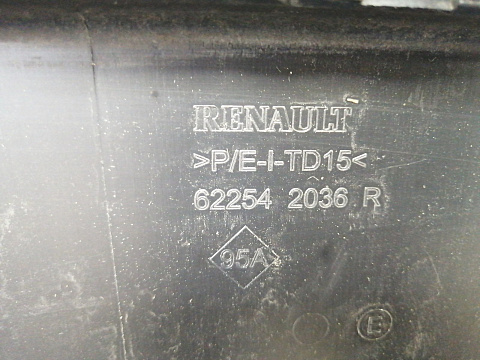 RENAULT
>P/E-I-TD15<
62254 2036 R
95A
E